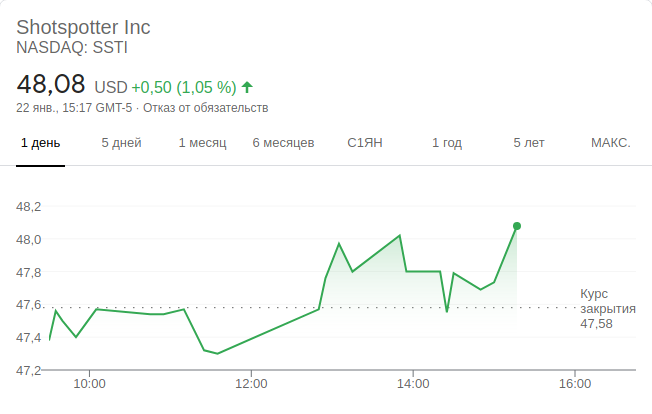 Shotspotter Inc
NASDAQ: SSTI
48,08 USD +0,50 (1,05 %)
22 янв., 15:17 GMT-5 · Отказ от обязательств
1 день 5 дней 1 месяц 6 месяцев С1ЯН 1 год 5 лет МАКС.
48,2
48,0
47,8
47,6
Курс
закрытия
47,58
47,4
47,2
10:00 12:00 14:00 16:00